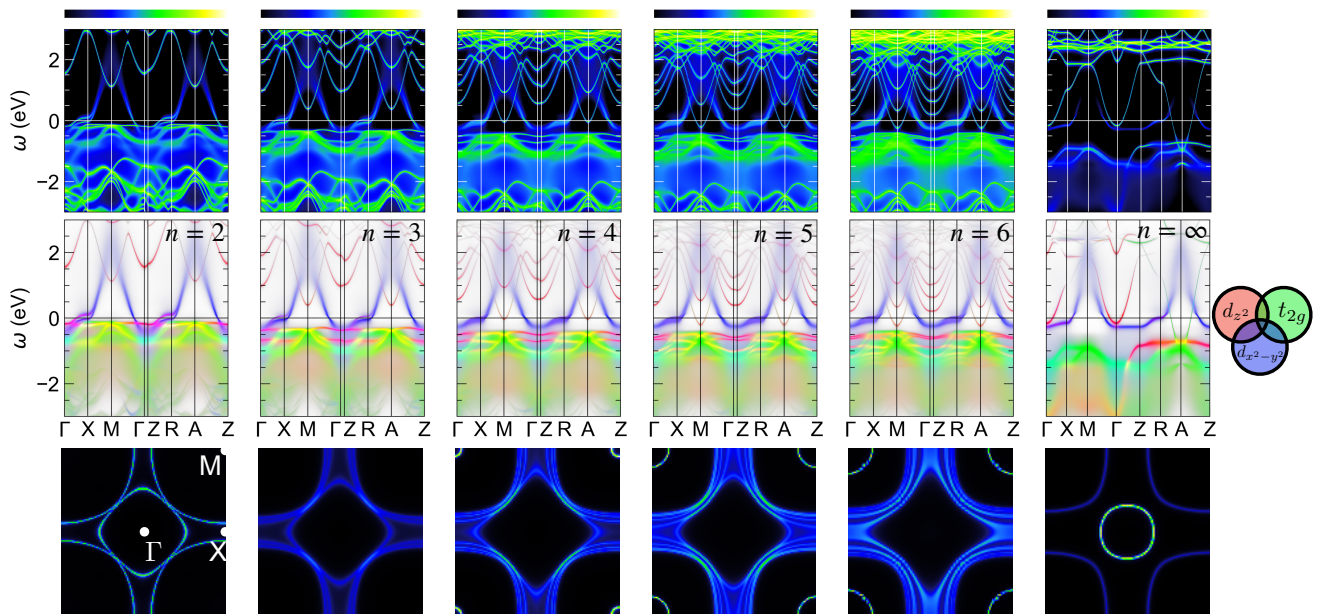 2
0
−2
ω (eV)
n = 2
n = 3
n = 4
n = 5
n = 6
n = ∞
2
0
−2
ω (eV)
d_{z²}
t_{2g}
d_{x²−y²}
Γ X M Γ Z R A Z
Γ X M Γ Z R A Z
Γ X M Γ Z R A Z
Γ X M Γ Z R A Z
Γ X M Γ Z R A Z
Γ X M Γ Z R A Z
M
Γ
X